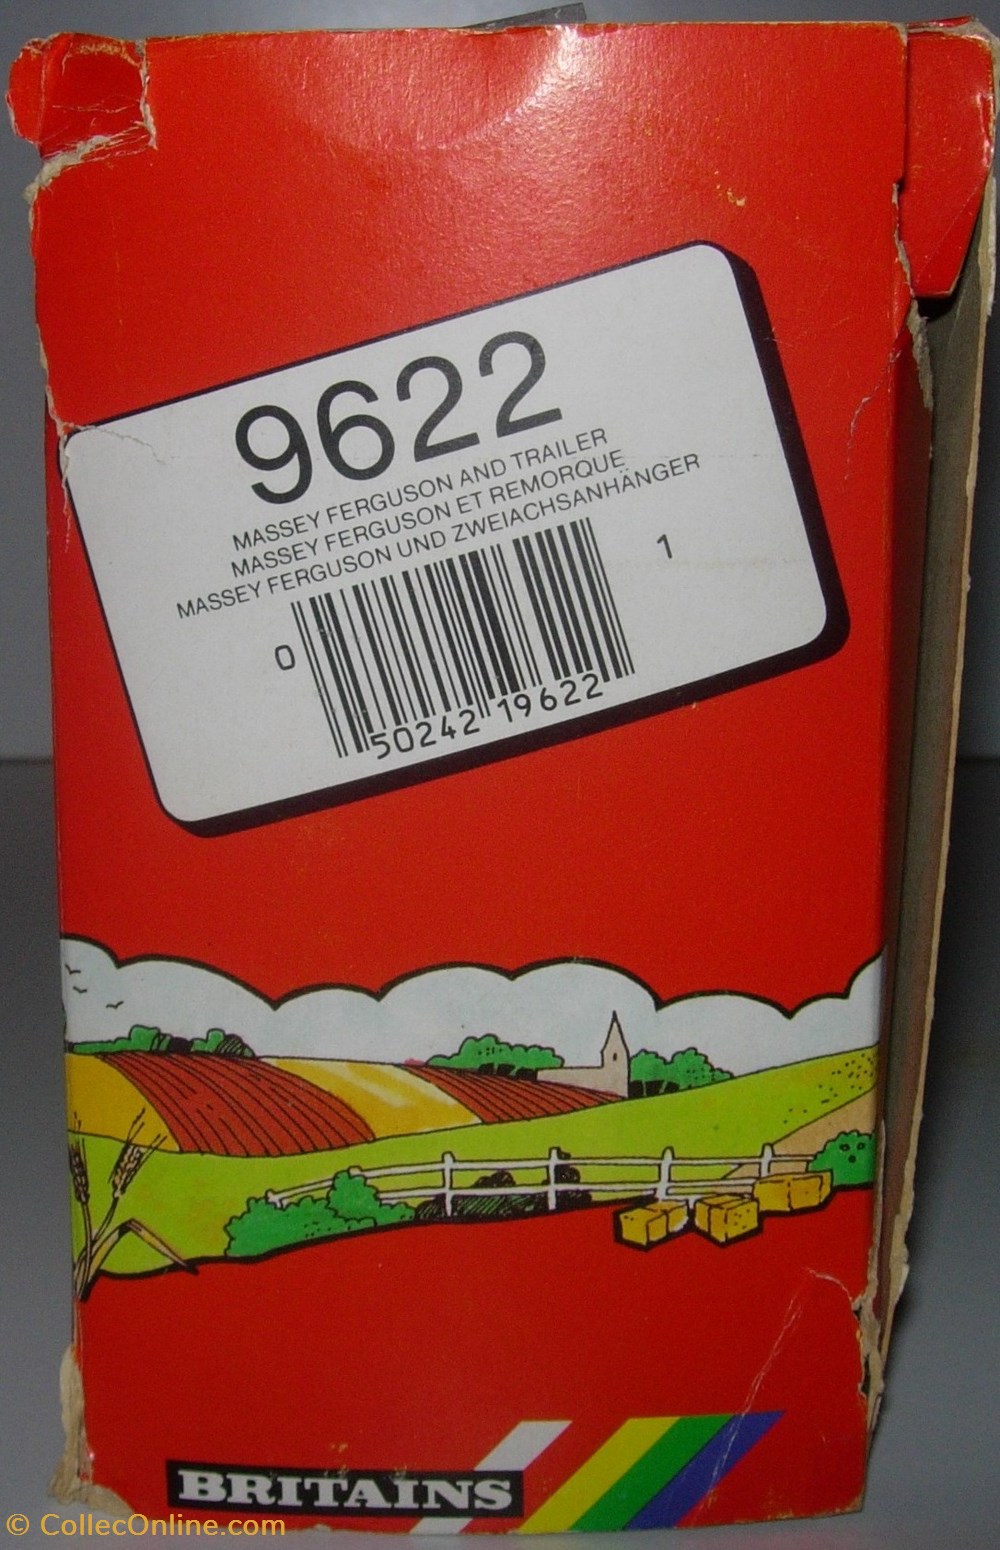 9622
MASSEY FERGUSON AND TRAILER
MASSEY FERGUSON ET REMORQUE
MASSEY FERGUSON UND ZWEIACHSANHÄNGER
0 50242 19622 1
BRITAINS
© CollecOnline.com